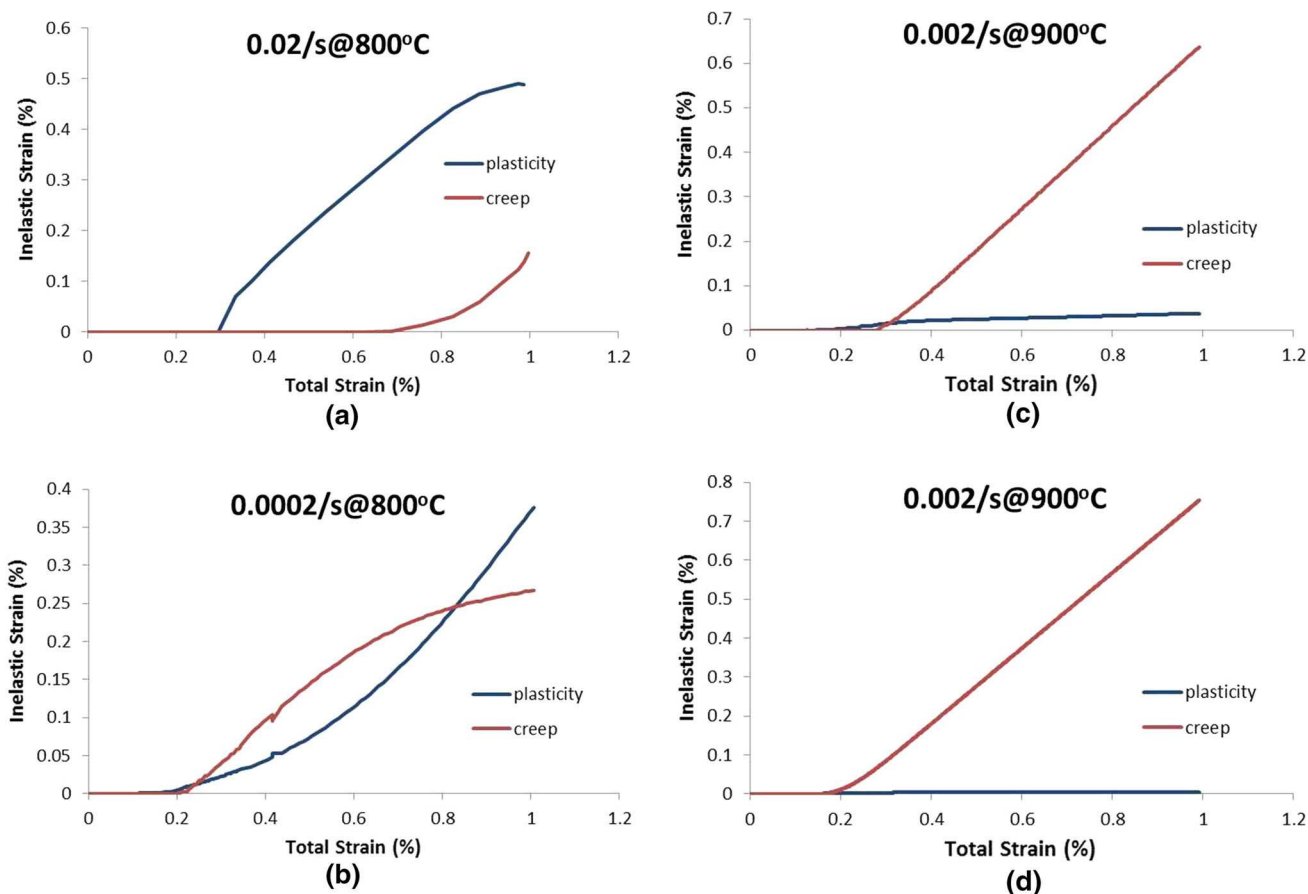 0.02/s@800°C
Inelastic Strain (%)
0.6
0.5
0.4
0.3
0.2
0.1
0
plasticity
creep
0 0.2 0.4 0.6 0.8 1 1.2
Total Strain (%)
(a)
0.002/s@900°C
Inelastic Strain (%)
0.7
0.6
0.5
0.4
0.3
0.2
0.1
0
plasticity
creep
0 0.2 0.4 0.6 0.8 1 1.2
Total Strain (%)
(c)
0.0002/s@800°C
Inelastic Strain (%)
0.4
0.35
0.3
0.25
0.2
0.15
0.1
0.05
0
plasticity
creep
0 0.2 0.4 0.6 0.8 1 1.2
Total Strain (%)
(b)
0.002/s@900°C
Inelastic Strain (%)
0.8
0.7
0.6
0.5
0.4
0.3
0.2
0.1
0
plasticity
creep
0 0.2 0.4 0.6 0.8 1 1.2
Total Strain (%)
(d)